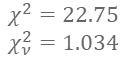 χ² = 22.75
χ²ᵥ = 1.034